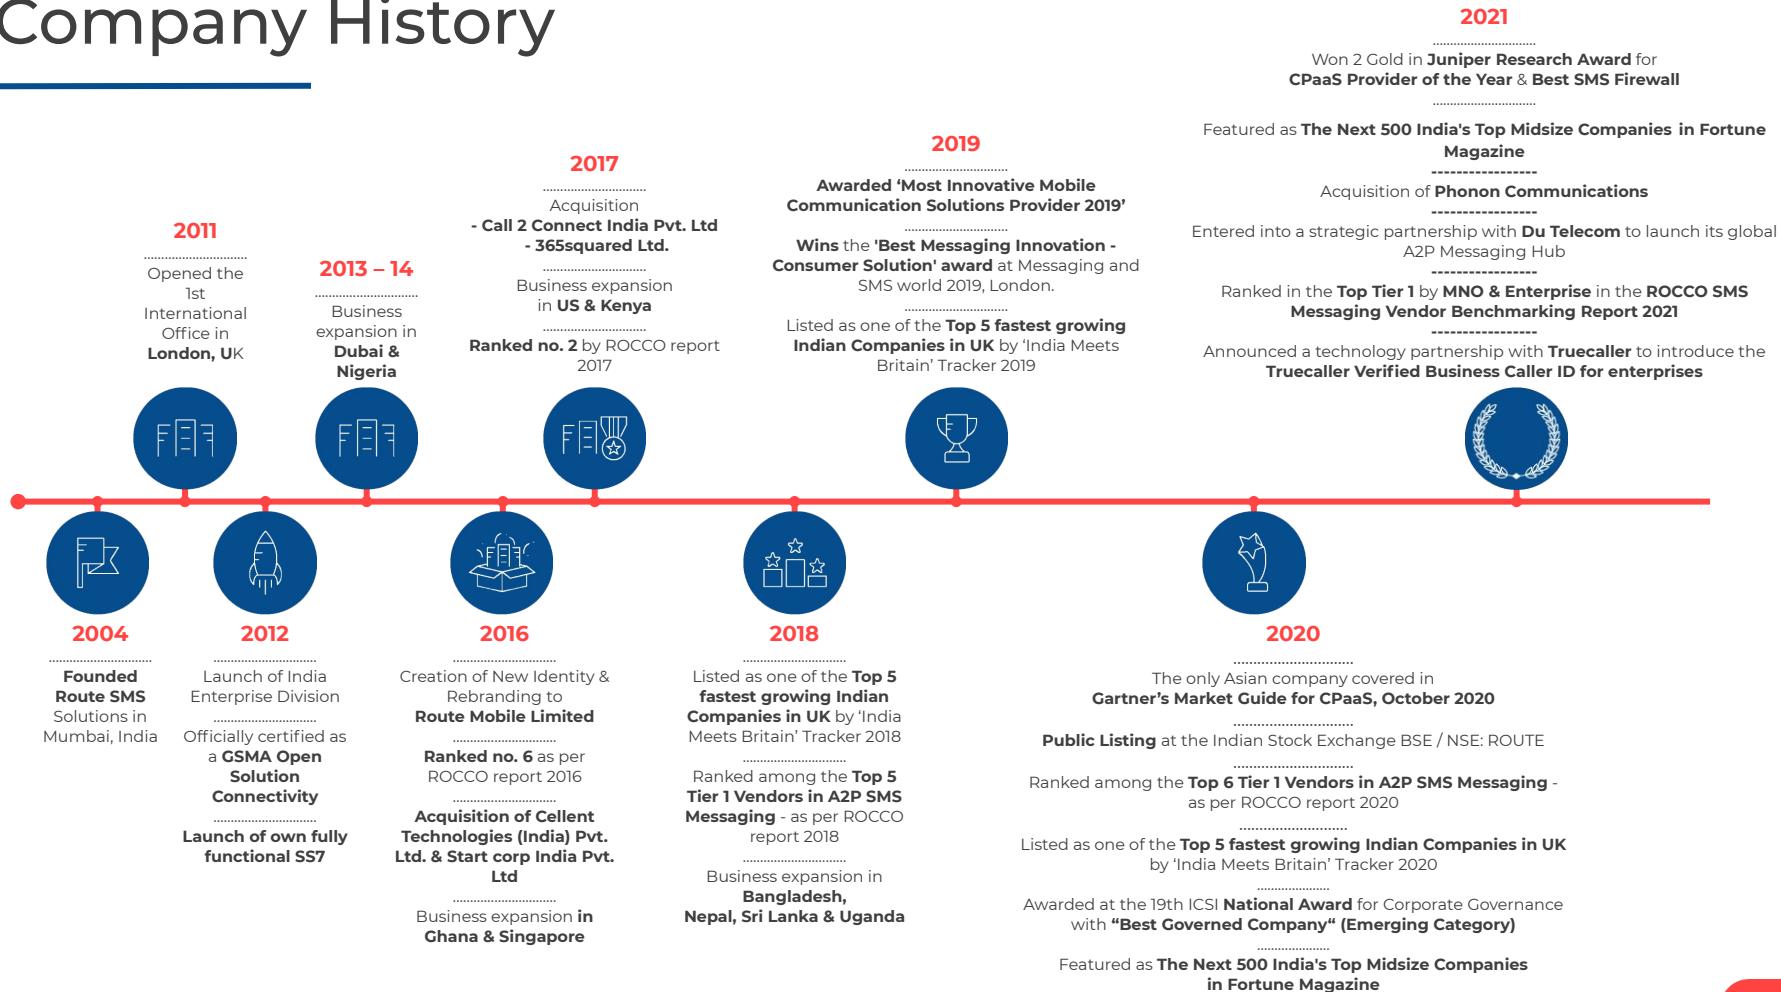 Company History
2004
Founded
Route SMS
Solutions in
Mumbai, India
2011
Opened the
1st
International
Office in
London, UK
2012
Launch of India
Enterprise Division
Officially certified as
a GSMA Open
Solution
Connectivity
Launch of own fully
functional SS7
2013 – 14
Business
expansion in
Dubai &
Nigeria
2016
Creation of New Identity &
Rebranding to
Route Mobile Limited
Ranked no. 6 as per
ROCCO report 2016
Acquisition of Cellent
Technologies (India) Pvt.
Ltd. & Start corp India Pvt.
Ltd
Business expansion in
Ghana & Singapore
2017
Acquisition
- Call 2 Connect India Pvt. Ltd
- 365squared Ltd.
Business expansion
in US & Kenya
Ranked no. 2 by ROCCO report
2017
2018
Listed as one of the Top 5
fastest growing Indian
Companies in UK by ‘India
Meets Britain’ Tracker 2018
Ranked among the Top 5
Tier 1 Vendors in A2P SMS
Messaging - as per ROCCO
report 2018
Business expansion in
Bangladesh,
Nepal, Sri Lanka & Uganda
2019
Awarded ‘Most Innovative Mobile
Communication Solutions Provider 2019’
Wins the 'Best Messaging Innovation -
Consumer Solution' award at Messaging and
SMS world 2019, London.
Listed as one of the Top 5 fastest growing
Indian Companies in UK by ‘India Meets
Britain’ Tracker 2019
2020
The only Asian company covered in
Gartner’s Market Guide for CPaaS, October 2020
Public Listing at the Indian Stock Exchange BSE / NSE: ROUTE
Ranked among the Top 6 Tier 1 Vendors in A2P SMS Messaging -
as per ROCCO report 2020
Listed as one of the Top 5 fastest growing Indian Companies in UK
by ‘India Meets Britain’ Tracker 2020
Awarded at the 19th ICSI National Award for Corporate Governance
with “Best Governed Company“ (Emerging Category)
Featured as The Next 500 India's Top Midsize Companies
in Fortune Magazine
2021
Won 2 Gold in Juniper Research Award for
CPaaS Provider of the Year & Best SMS Firewall
Featured as The Next 500 India's Top Midsize Companies in Fortune
Magazine
Acquisition of Phonon Communications
Entered into a strategic partnership with Du Telecom to launch its global
A2P Messaging Hub
Ranked in the Top Tier 1 by MNO & Enterprise in the ROCCO SMS
Messaging Vendor Benchmarking Report 2021
Announced a technology partnership with Truecaller to introduce the
Truecaller Verified Business Caller ID for enterprises